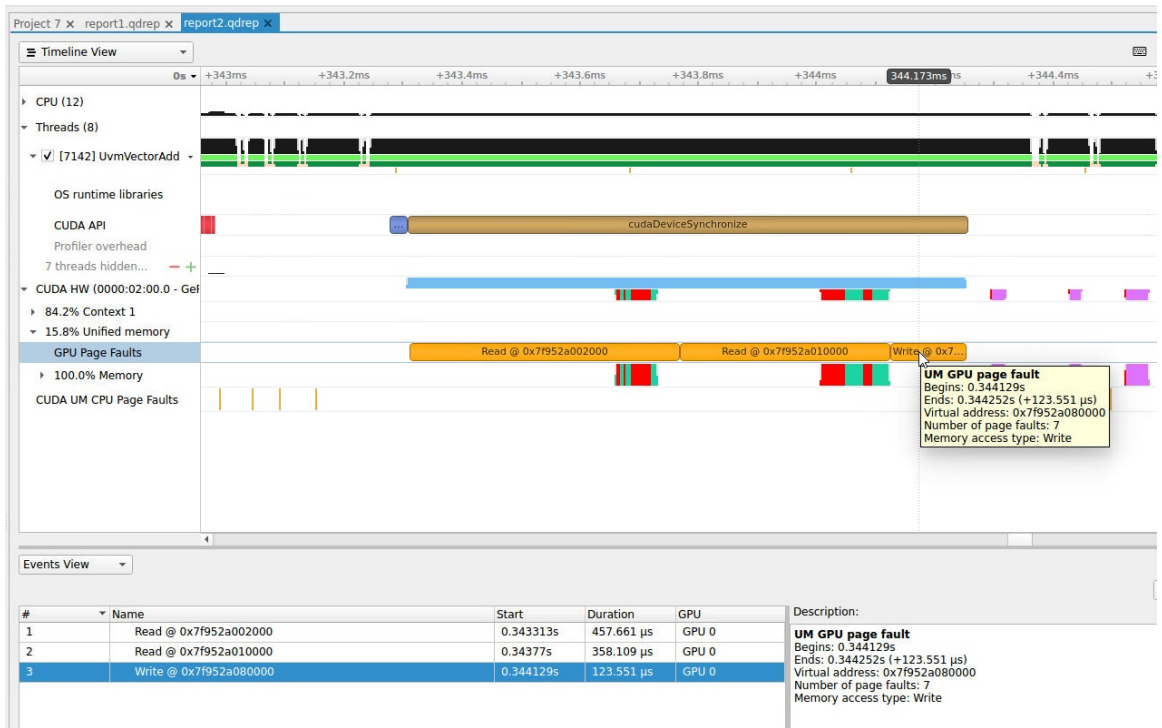 Project 7 × report1.qdrep × report2.qdrep ×
Timeline View
0s +343ms +343.2ms +343.4ms +343.6ms +343.8ms +344ms 344.173ms +344.4ms
CPU (12)
Threads (8)
[7142] UvmVectorAdd
OS runtime libraries
CUDA API ... cudaDeviceSynchronize
Profiler overhead
7 threads hidden... − +
CUDA HW (0000:02:00.0 - GeF
84.2% Context 1
15.8% Unified memory
GPU Page Faults Read @ 0x7f952a002000 Read @ 0x7f952a010000 Write @ 0x7...
100.0% Memory
CUDA UM CPU Page Faults
UM GPU page fault
Begins: 0.344129s
Ends: 0.344252s (+123.551 μs)
Virtual address: 0x7f952a080000
Number of page faults: 7
Memory access type: Write
Events View
# Name Start Duration GPU
1 Read @ 0x7f952a002000 0.343313s 457.661 μs GPU 0
2 Read @ 0x7f952a010000 0.34377s 358.109 μs GPU 0
3 Write @ 0x7f952a080000 0.344129s 123.551 μs GPU 0
Description:
UM GPU page fault
Begins: 0.344129s
Ends: 0.344252s (+123.551 μs)
Virtual address: 0x7f952a080000
Number of page faults: 7
Memory access type: Write